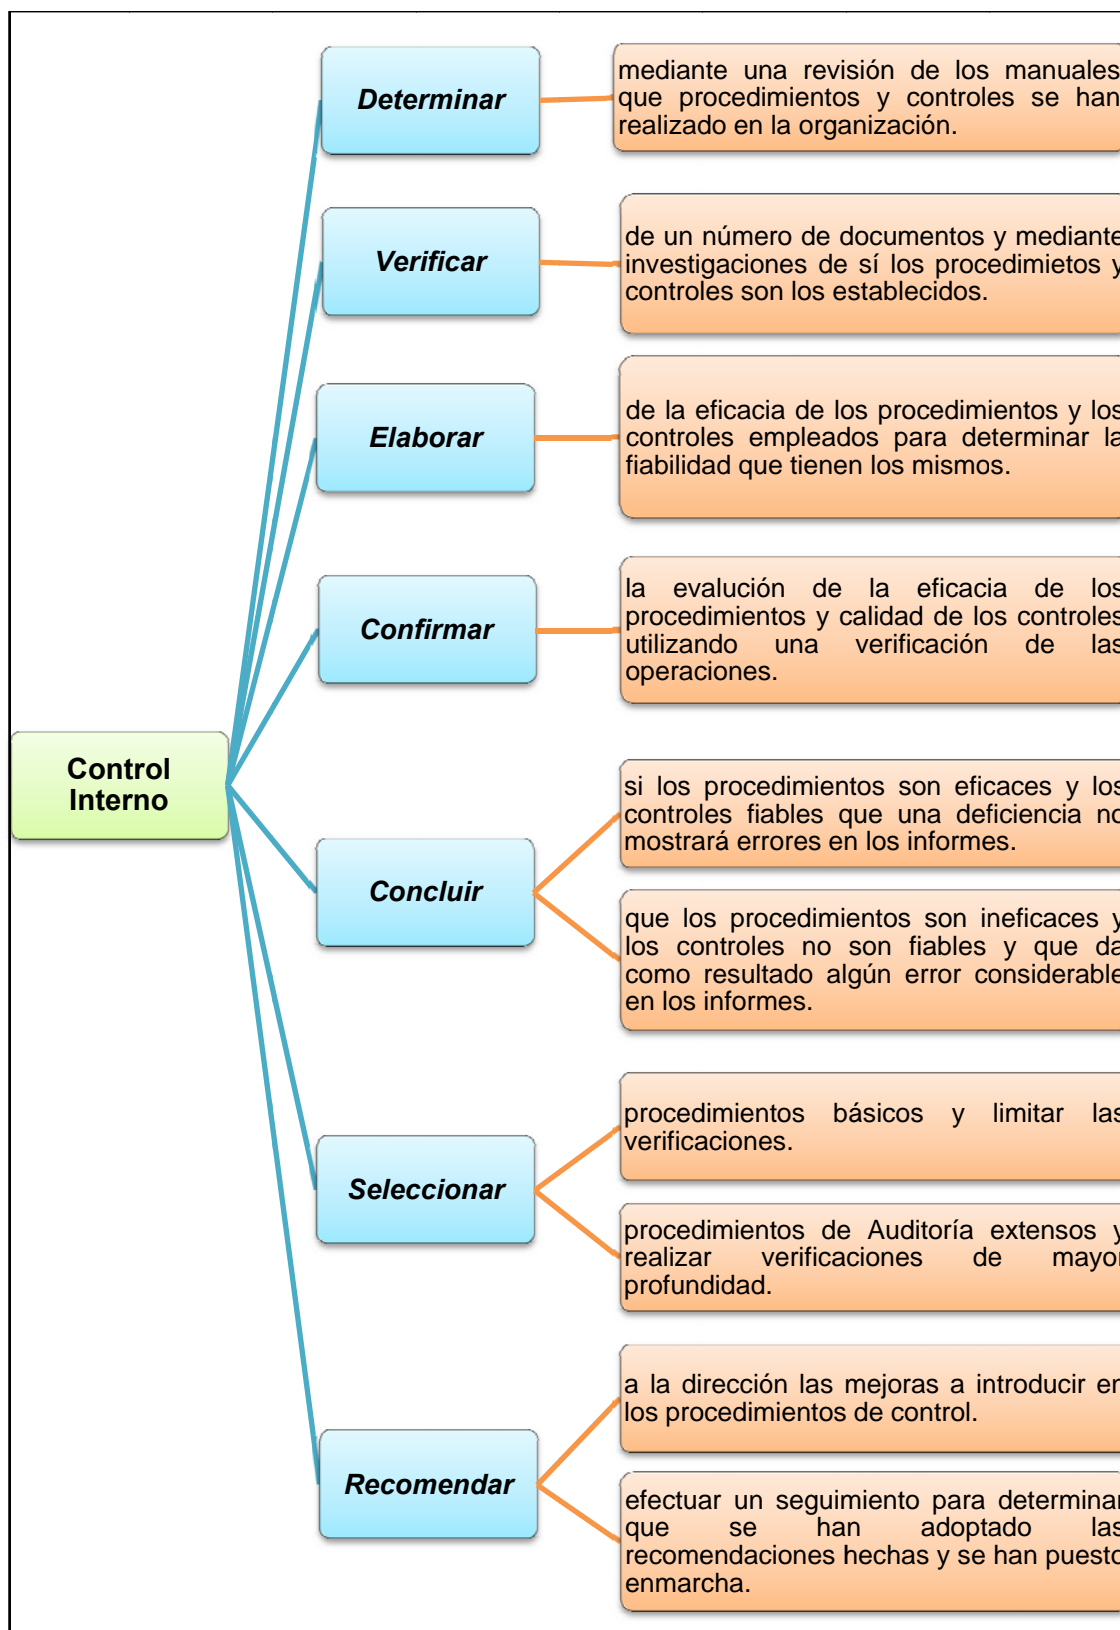 Determinar
mediante una revisión de los manuales
que procedimientos y controles se han
realizado en la organización.
Verificar
de un número de documentos y mediante
investigaciones de sí los procedimietos y
controles son los establecidos.
Elaborar
de la eficacia de los procedimientos y los
controles empleados para determinar la
fiabilidad que tienen los mismos.
Confirmar
la evalución de la eficacia de los
procedimientos y calidad de los controles
utilizando una verificación de las
operaciones.
Control
Interno
Concluir
si los procedimientos son eficaces y los
controles fiables que una deficiencia no
mostrará errores en los informes.
que los procedimientos son ineficaces y
los controles no son fiables y que da
como resultado algún error considerable
en los informes.
Seleccionar
procedimientos básicos y limitar las
verificaciones.
procedimientos de Auditoría extensos y
realizar verificaciones de mayor
profundidad.
Recomendar
a la dirección las mejoras a introducir en
los procedimientos de control.
efectuar un seguimiento para determinar
que se han adoptado las
recomendaciones hechas y se han puesto
enmarcha.